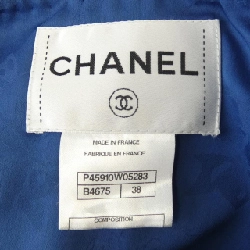 CHANEL
MADE IN FRANCE
FABRIQUE EN FRANCE
P45910W05283
B4675 38
COMPOSITION